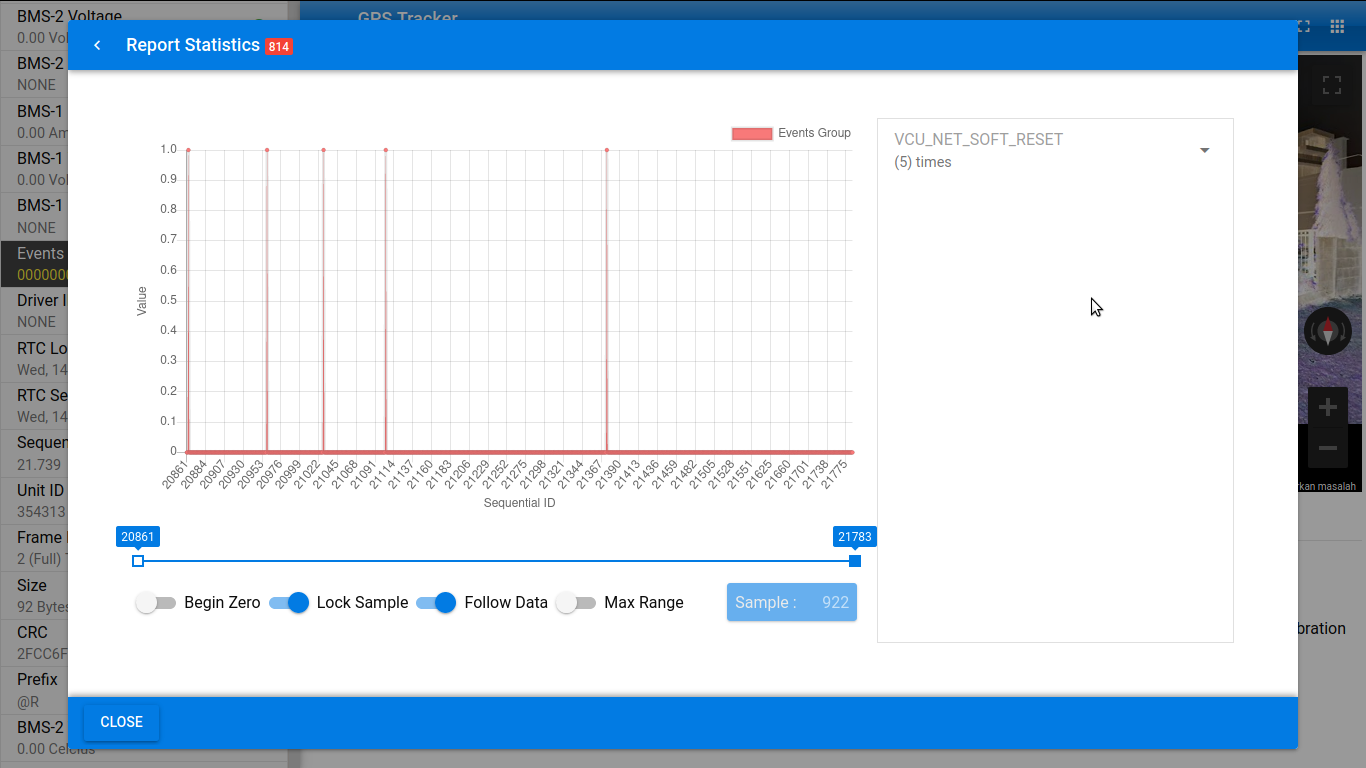 BMS-2 Voltage
0.00 Vol
BMS-2
NONE
BMS-1
0.00 Am
BMS-1
0.00 Vol
BMS-1
NONE
Events
0000000
Driver I
NONE
RTC Lo
Wed, 14
RTC Se
Wed, 14
Sequen
21.739
Unit ID
354313
Frame
2 (Full)
Size
92 Bytes
CRC
2FCC6F
Prefix
@R
BMS-2
0.00 Celcius
GPS Tracker
Report Statistics 814
Events Group
1.0
0.9
0.8
0.7
0.6
0.5
0.4
0.3
0.2
0.1
0
Value
20861 20884 20907 20930 20953 20976 20999 21022 21045 21068 21091 21114 21137 21160 21183 21206 21229 21252 21275 21298 21321 21344 21367 21390 21413 21436 21459 21482 21505 21528 21551 21625 21660 21701 21738 21775
Sequential ID
20861
21783
Begin Zero
Lock Sample
Follow Data
Max Range
Sample : 922
VCU_NET_SOFT_RESET
(5) times
rkan masalah
bration
CLOSE